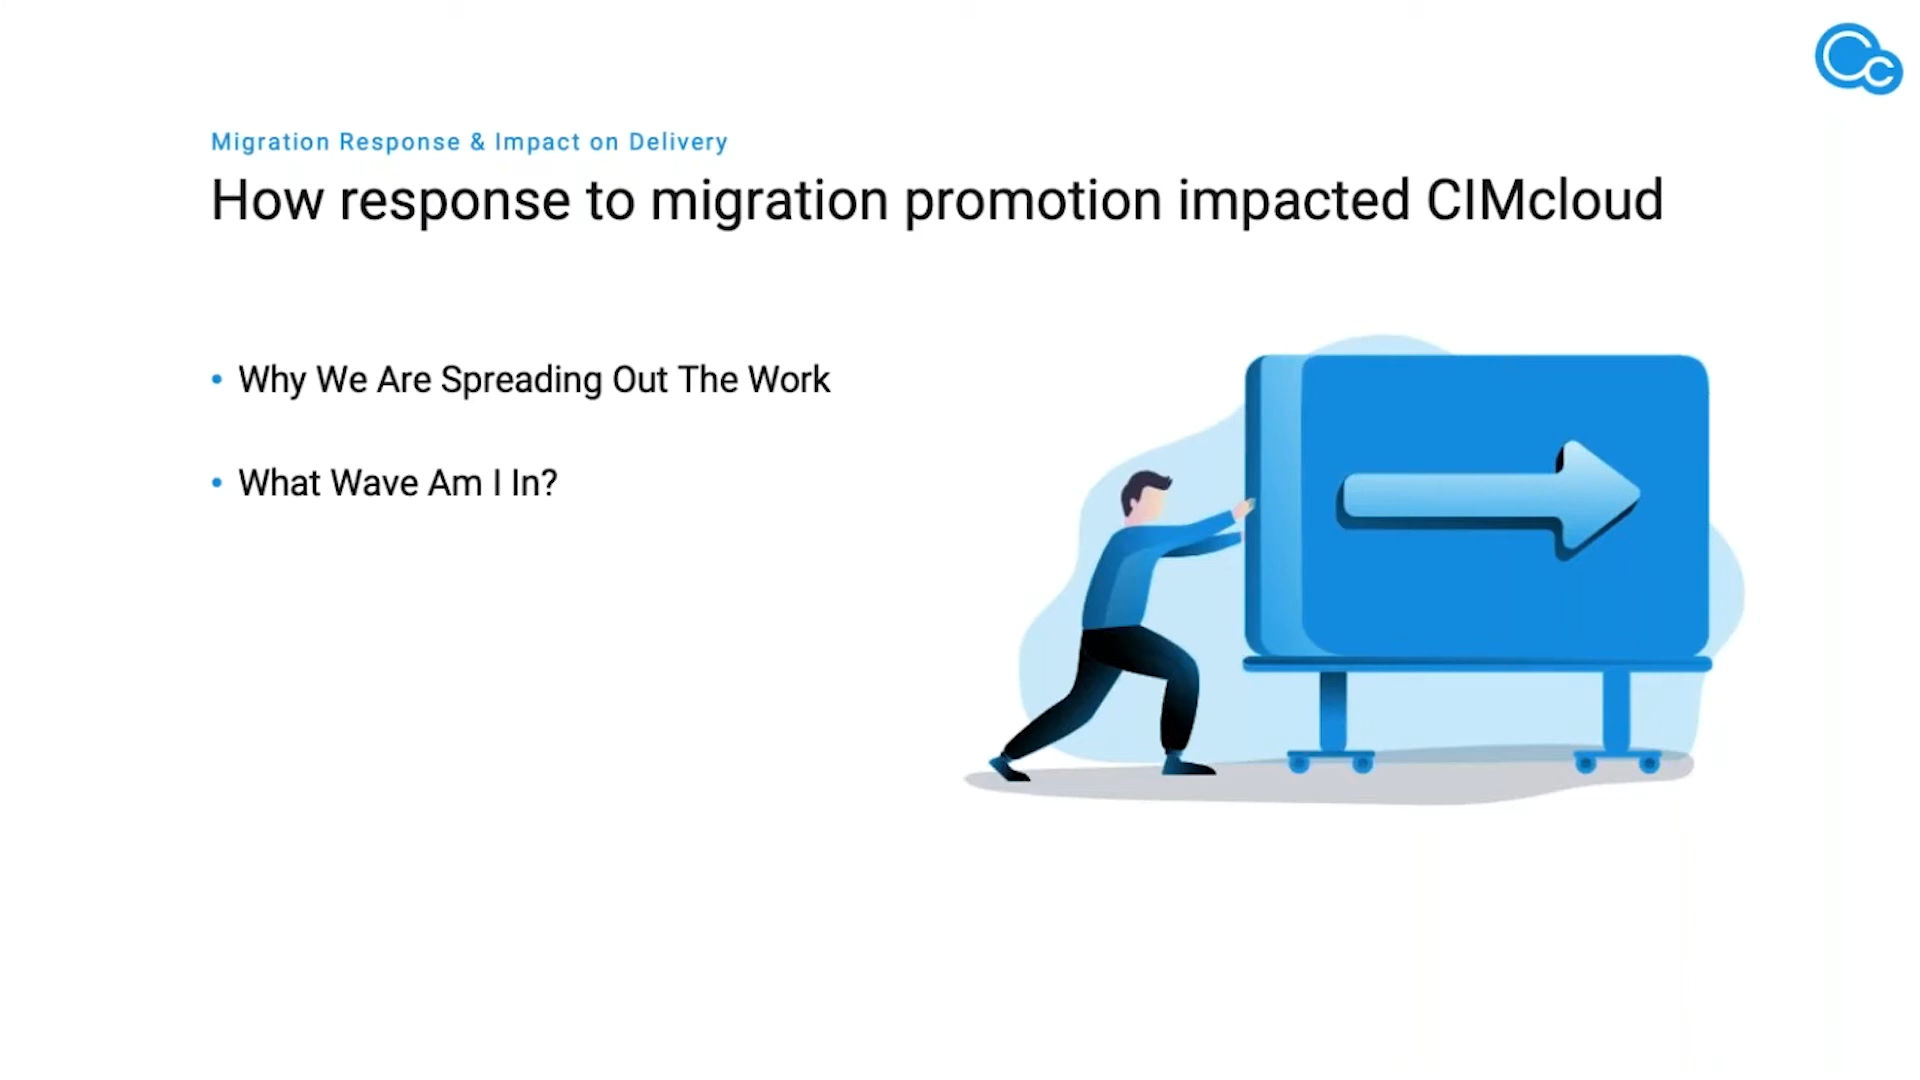 Migration Response & Impact on Delivery
How response to migration promotion impacted CIMcloud
• Why We Are Spreading Out The Work
• What Wave Am I In?